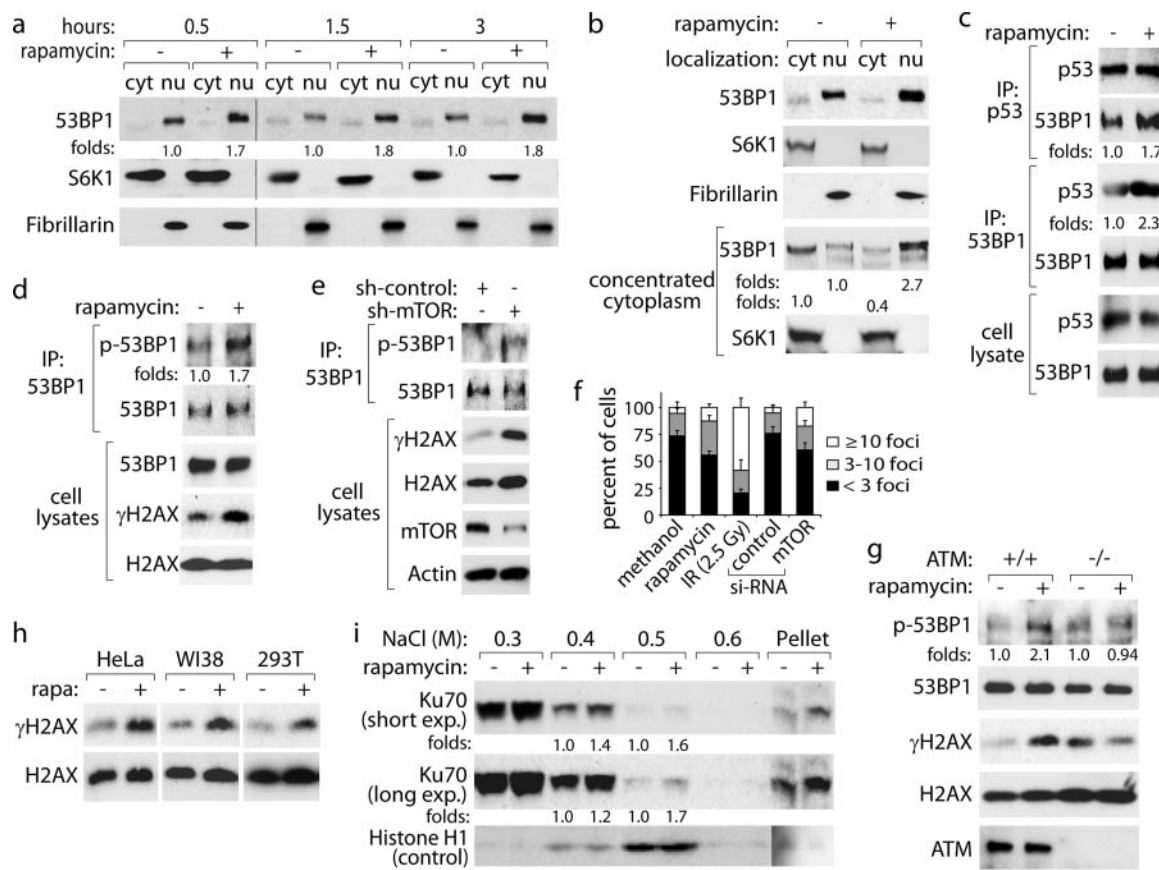 a
hours: 0.5 1.5 3
rapamycin: - + - + - +
cyt nu cyt nu cyt nu cyt nu cyt nu cyt nu
53BP1
folds: 1.0 1.7 1.0 1.8 1.0 1.8
S6K1
Fibrillarin
b
rapamycin: - +
localization: cyt nu cyt nu
53BP1
S6K1
Fibrillarin
concentrated cytoplasm
53BP1
folds: 1.0 2.7
folds: 1.0 0.4
S6K1
c
rapamycin: - +
IP:
p53
p53
53BP1
folds: 1.0 1.7
IP:
53BP1
p53
folds: 1.0 2.3
53BP1
cell
lysate
p53
53BP1
d
rapamycin: - +
IP:
53BP1
p-53BP1
folds: 1.0 1.7
53BP1
cell
lysates
53BP1
γH2AX
H2AX
e
sh-control: + -
sh-mTOR: - +
IP:
53BP1
p-53BP1
53BP1
cell
lysates
γH2AX
H2AX
mTOR
Actin
f
percent of cells
100
75
50
25
0
≥10 foci
3-10 foci
< 3 foci
methanol
rapamycin
IR (2.5 Gy)
control
mTOR
si-RNA
g
ATM: +/+ -/-
rapamycin: - + - +
p-53BP1
folds: 1.0 2.1 1.0 0.94
53BP1
γH2AX
H2AX
ATM
h
HeLa WI38 293T
rapa: - + - + - +
γH2AX
H2AX
i
NaCl (M) 0.3 0.4 0.5 0.6 Pellet
rapamycin: - + - + - + - + - +
Ku70
(short exp.)
folds: 1.0 1.4 1.0 1.6
Ku70
(long exp.)
folds: 1.0 1.2 1.0 1.7
Histone H1
(control)